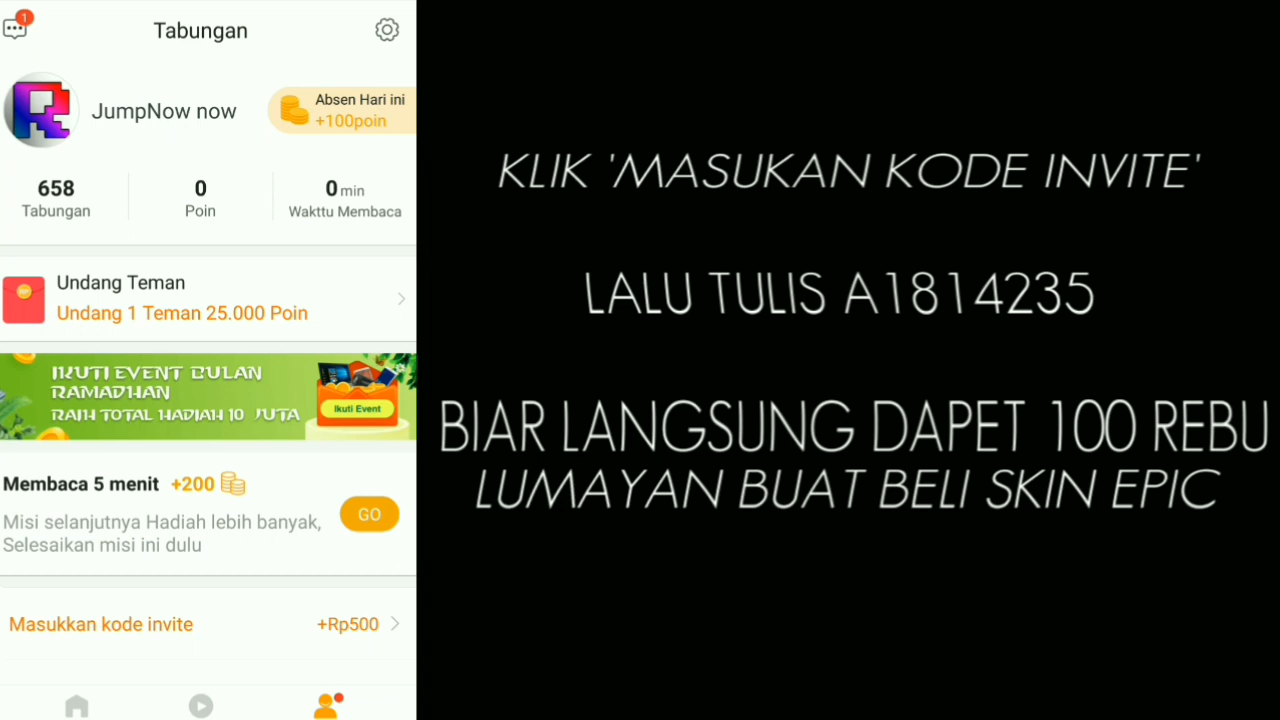 1
Tabungan
JumpNow now
Absen Hari ini
+100poin
658
Tabungan
0
Poin
0 min
Wakttu Membaca
Undang Teman
Undang 1 Teman 25.000 Poin
IKUTI EVENT BULAN
RAMADHAN
RAIH TOTAL HADIAH 10 JUTA
Ikuti Event
Membaca 5 menit +200
Misi selanjutnya Hadiah lebih banyak,
Selesaikan misi ini dulu
GO
Masukkan kode invite +Rp500
KLIK 'MASUKAN KODE INVITE'
LALU TULIS A1814235
BIAR LANGSUNG DAPET 100 REBU
LUMAYAN BUAT BELI SKIN EPIC